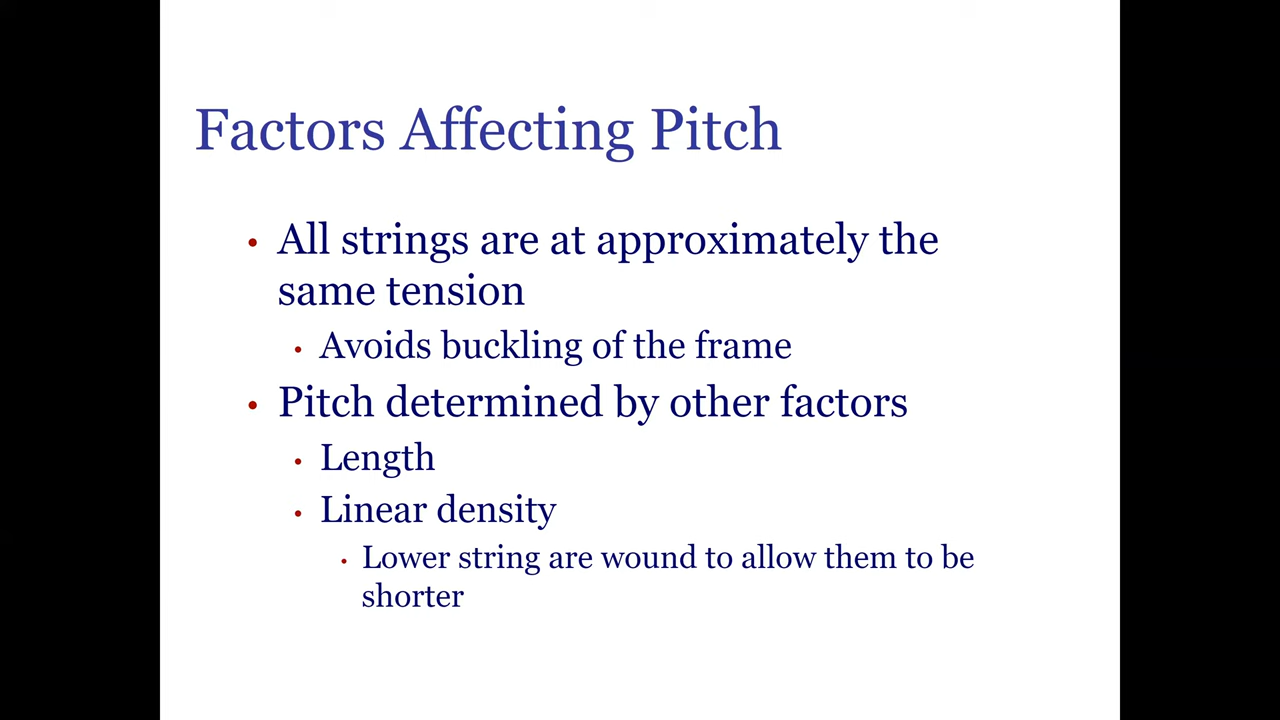 Factors Affecting Pitch
• All strings are at approximately the
same tension
• Avoids buckling of the frame
• Pitch determined by other factors
• Length
• Linear density
• Lower string are wound to allow them to be
shorter